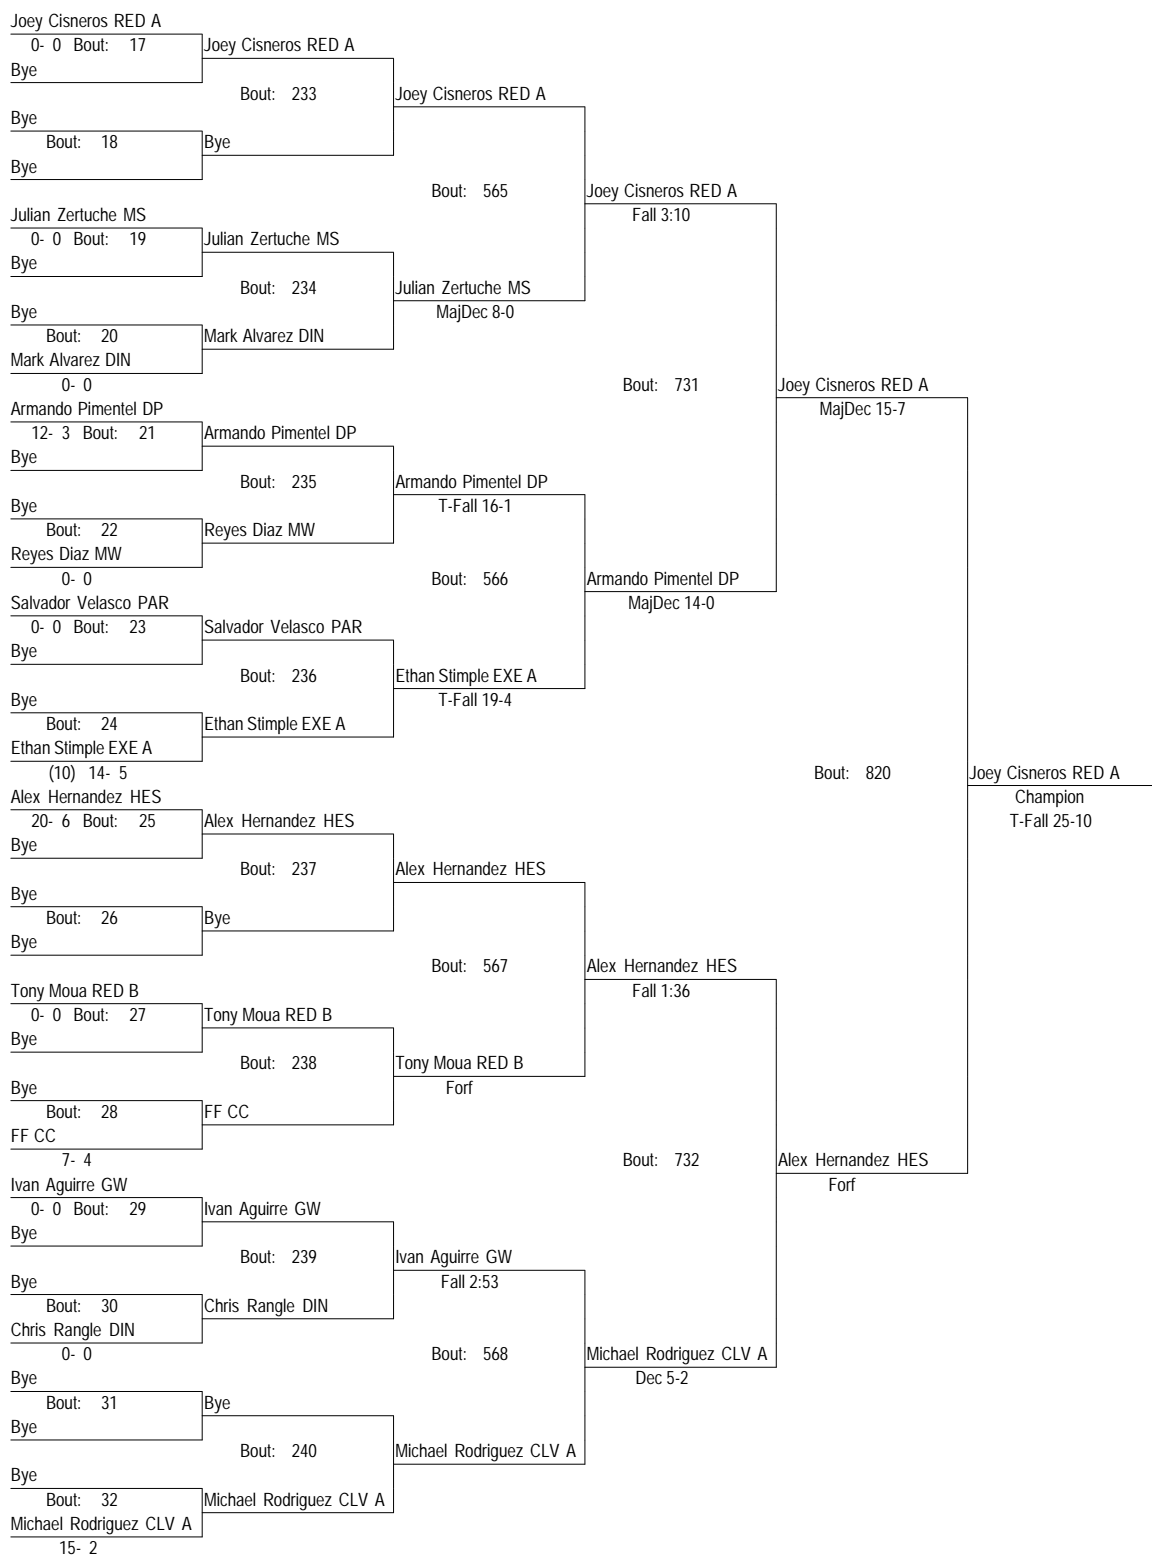 Joey Cisneros RED A
0- 0 Bout: 17 Joey Cisneros RED A
Bye
Bout: 233 Joey Cisneros RED A
Bye
Bout: 18 Bye
Bye
Bout: 565 Joey Cisneros RED A
Julian Zertuche MS Fall 3:10
0- 0 Bout: 19 Julian Zertuche MS
Bye
Bout: 234 Julian Zertuche MS
Bye MajDec 8-0
Bout: 20 Mark Alvarez DIN
Mark Alvarez DIN
0- 0 Bout: 731 Joey Cisneros RED A
Armando Pimentel DP MajDec 15-7
12- 3 Bout: 21 Armando Pimentel DP
Bye
Bout: 235 Armando Pimentel DP
Bye T-Fall 16-1
Bout: 22 Reyes Diaz MW
Reyes Diaz MW
0- 0 Bout: 566 Armando Pimentel DP
Salvador Velasco PAR MajDec 14-0
0- 0 Bout: 23 Salvador Velasco PAR
Bye
Bout: 236 Ethan Stimple EXE A
Bye T-Fall 19-4
Bout: 24 Ethan Stimple EXE A
Ethan Stimple EXE A
(10) 14- 5 Bout: 820 Joey Cisneros RED A
Alex Hernandez HES Champion
20- 6 Bout: 25 Alex Hernandez HES T-Fall 25-10
Bye
Bout: 237 Alex Hernandez HES
Bye
Bout: 26 Bye
Bye
Bout: 567 Alex Hernandez HES
Tony Moua RED B Fall 1:36
0- 0 Bout: 27 Tony Moua RED B
Bye
Bout: 238 Tony Moua RED B
Bye Forf
Bout: 28 FF CC
FF CC
7- 4 Bout: 732 Alex Hernandez HES
Ivan Aguirre GW Forf
0- 0 Bout: 29 Ivan Aguirre GW
Bye
Bout: 239 Ivan Aguirre GW
Bye Fall 2:53
Bout: 30 Chris Rangle DIN
Chris Rangle DIN
0- 0 Bout: 568 Michael Rodriguez CLV A
Bye Dec 5-2
Bout: 31 Bye
Bye
Bout: 240 Michael Rodriguez CLV A
Bye
Bout: 32 Michael Rodriguez CLV A
Michael Rodriguez CLV A
15- 2